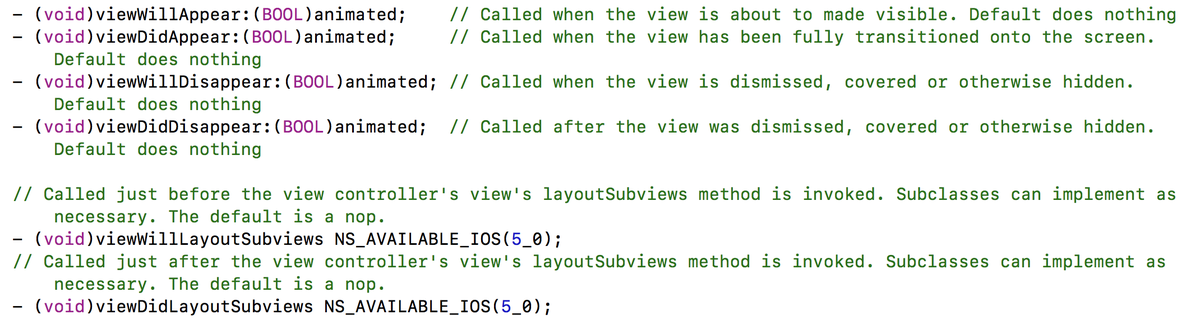 - (void)viewWillAppear:(BOOL)animated;    // Called when the view is about to made visible. Default does nothing
- (void)viewDidAppear:(BOOL)animated;     // Called when the view has been fully transitioned onto the screen.
    Default does nothing
- (void)viewWillDisappear:(BOOL)animated; // Called when the view is dismissed, covered or otherwise hidden.
    Default does nothing
- (void)viewDidDisappear:(BOOL)animated;  // Called after the view was dismissed, covered or otherwise hidden.
    Default does nothing

// Called just before the view controller's view's layoutSubviews method is invoked. Subclasses can implement as
    necessary. The default is a nop.
- (void)viewWillLayoutSubviews NS_AVAILABLE_IOS(5_0);
// Called just after the view controller's view's layoutSubviews method is invoked. Subclasses can implement as
    necessary. The default is a nop.
- (void)viewDidLayoutSubviews NS_AVAILABLE_IOS(5_0);